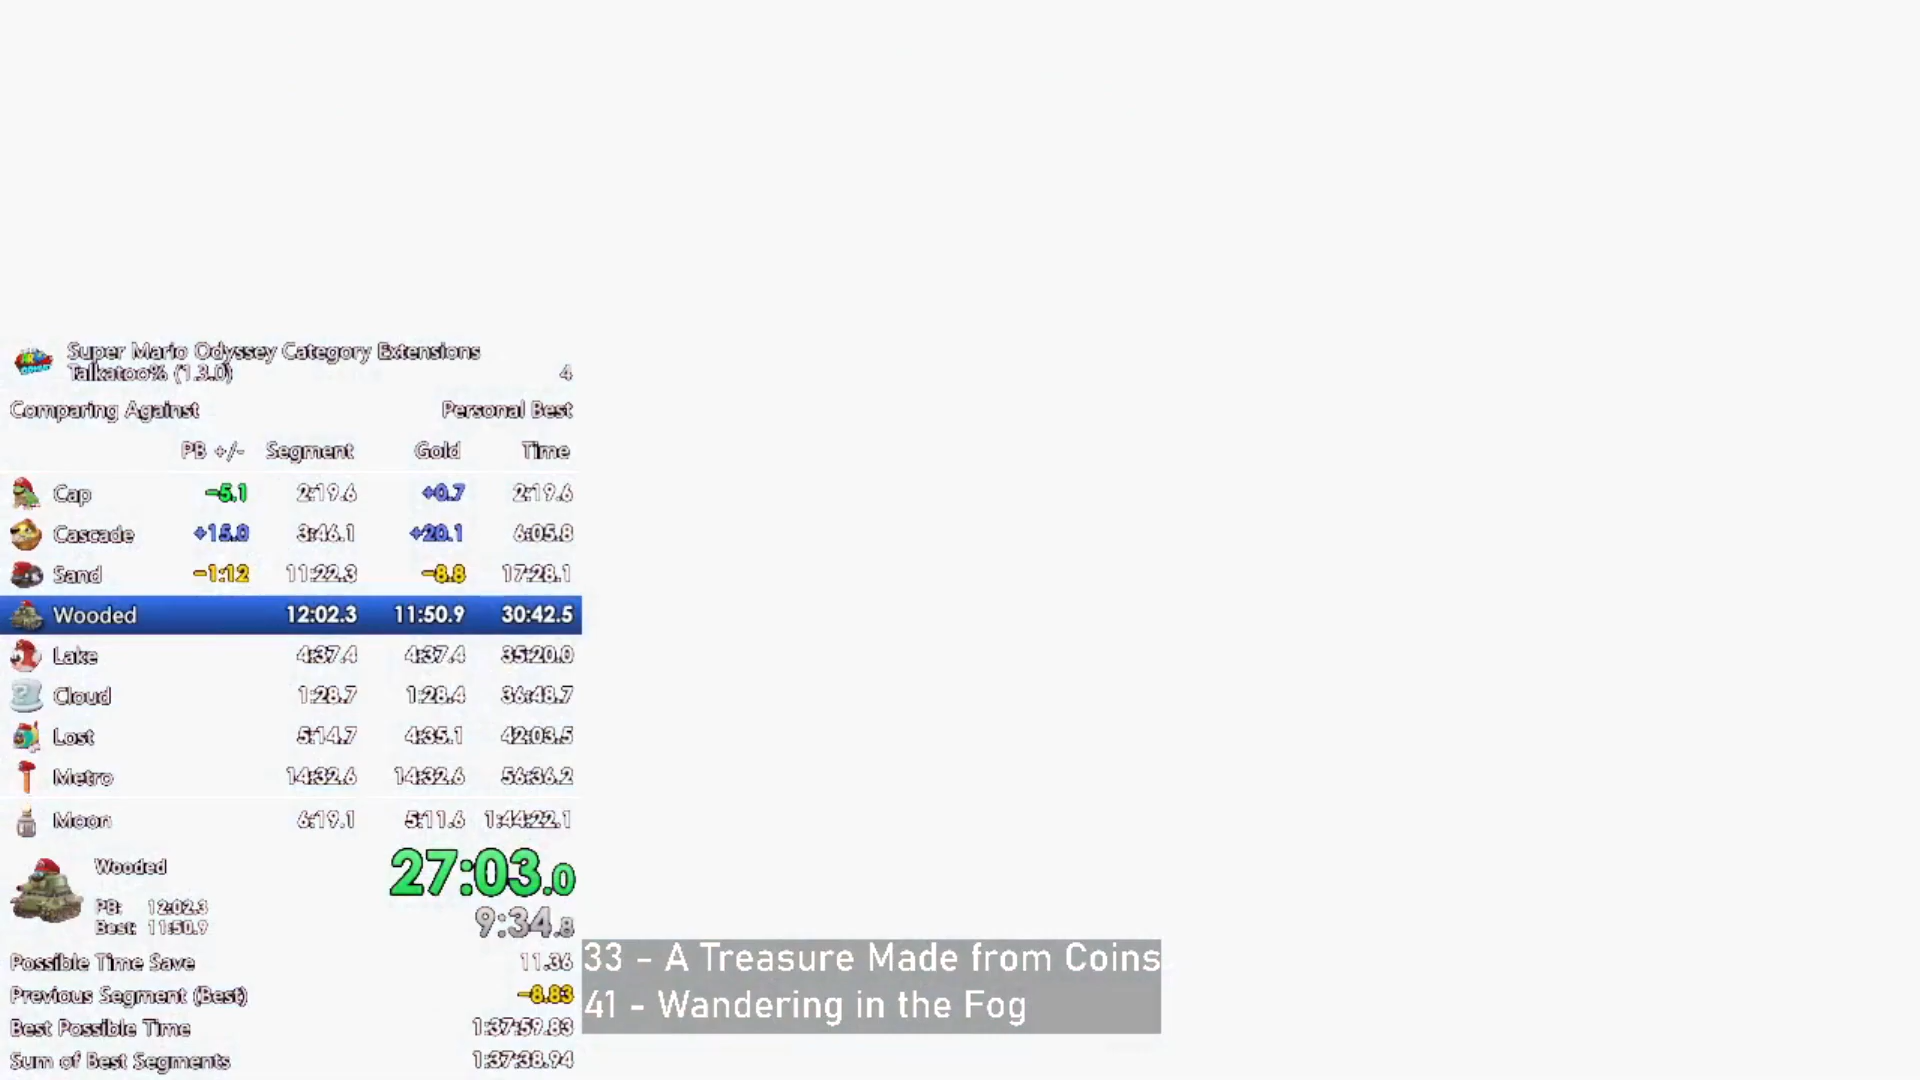 Super Mario Odyssey Category Extensions
Talkatoo% (1.3.0) 4
Comparing Against Personal Best
PB +/- Segment Gold Time
Cap -5.1 2:19.6 +0.7 2:19.6
Cascade +15.0 3:46.1 +20.1 6:05.8
Sand -1:12 11:22.3 -8.8 17:28.1
Wooded 12:02.3 11:50.9 30:42.5
Lake 4:37.4 4:37.4 35:20.0
Cloud 1:28.7 1:28.4 36:48.7
Lost 5:14.7 4:35.1 42:03.5
Metro 14:32.6 14:32.6 56:36.2
Moon 6:19.1 5:11.6 1:44:22.1
Wooded 27:03.0
PB: 12:02.3
Best: 11:50.9 9:34.8
Possible Time Save 11.36
Previous Segment (Best) -8.83
Best Possible Time 1:37:59.83
Sum of Best Segments 1:37:38.94
33 - A Treasure Made from Coins
41 - Wandering in the Fog